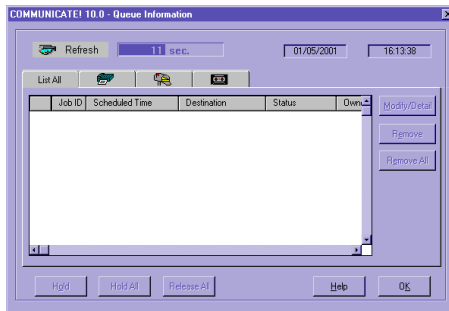 COMMUNICATE! 10.0 - Queue Information
Refresh 11 sec. 01/05/2001 16:13:38
List All
Job ID Scheduled Time Destination Status Own
Modify/Detail
Remove
Remove All
Hold Hold All Release All Help OK